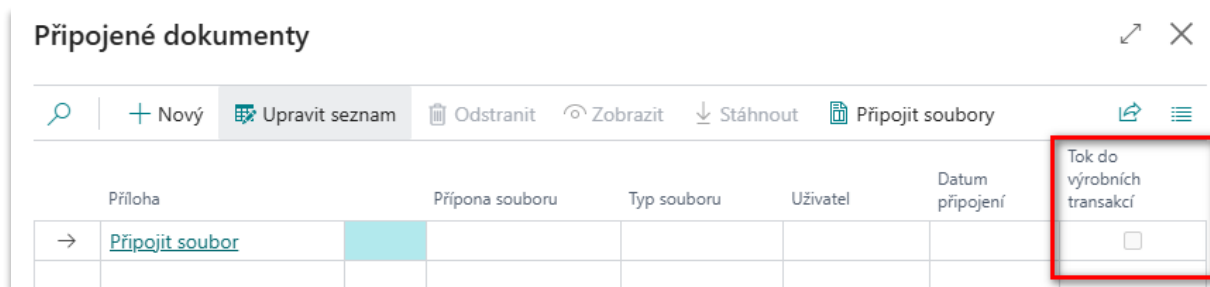 Připojené dokumenty
Nový Upravit seznam Odstranit Zobrazit Stáhnout Připojit soubory
Příloha Přípona souboru Typ souboru Uživatel Datum připojení Tok do výrobních transakcí
Připojit soubor